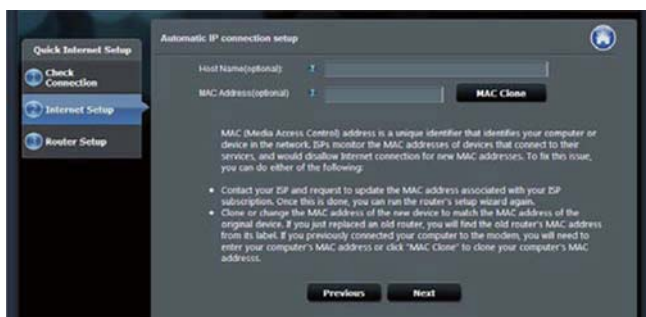 Quick Internet Setup
Check
Connection
Internet Setup
Router Setup
Automatic IP connection setup
Host Name(optional)
MAC Address(optional)
MAC Clone
MAC (Media Access Control) address is a unique identifier that identifies your computer or
device in the network. ISPs monitor the MAC addresses of devices that connect to their
services, and would disallow Internet connection for new MAC addresses. To fix this issue,
you can do either of the following:
• Contact your ISP and request to update the MAC address associated with your ISP
subscription. Once this is done, you can run the router's setup wizard again.
• Clone or change the MAC address of the new device to match the MAC address of the
original device. If you just replaced an old router, you will find the old router's MAC address
from its label. If you previously connected your computer to the modem, you will need to
enter your computer's MAC address or click "MAC Clone" to clone your computer's MAC
addresss.
Previous
Next